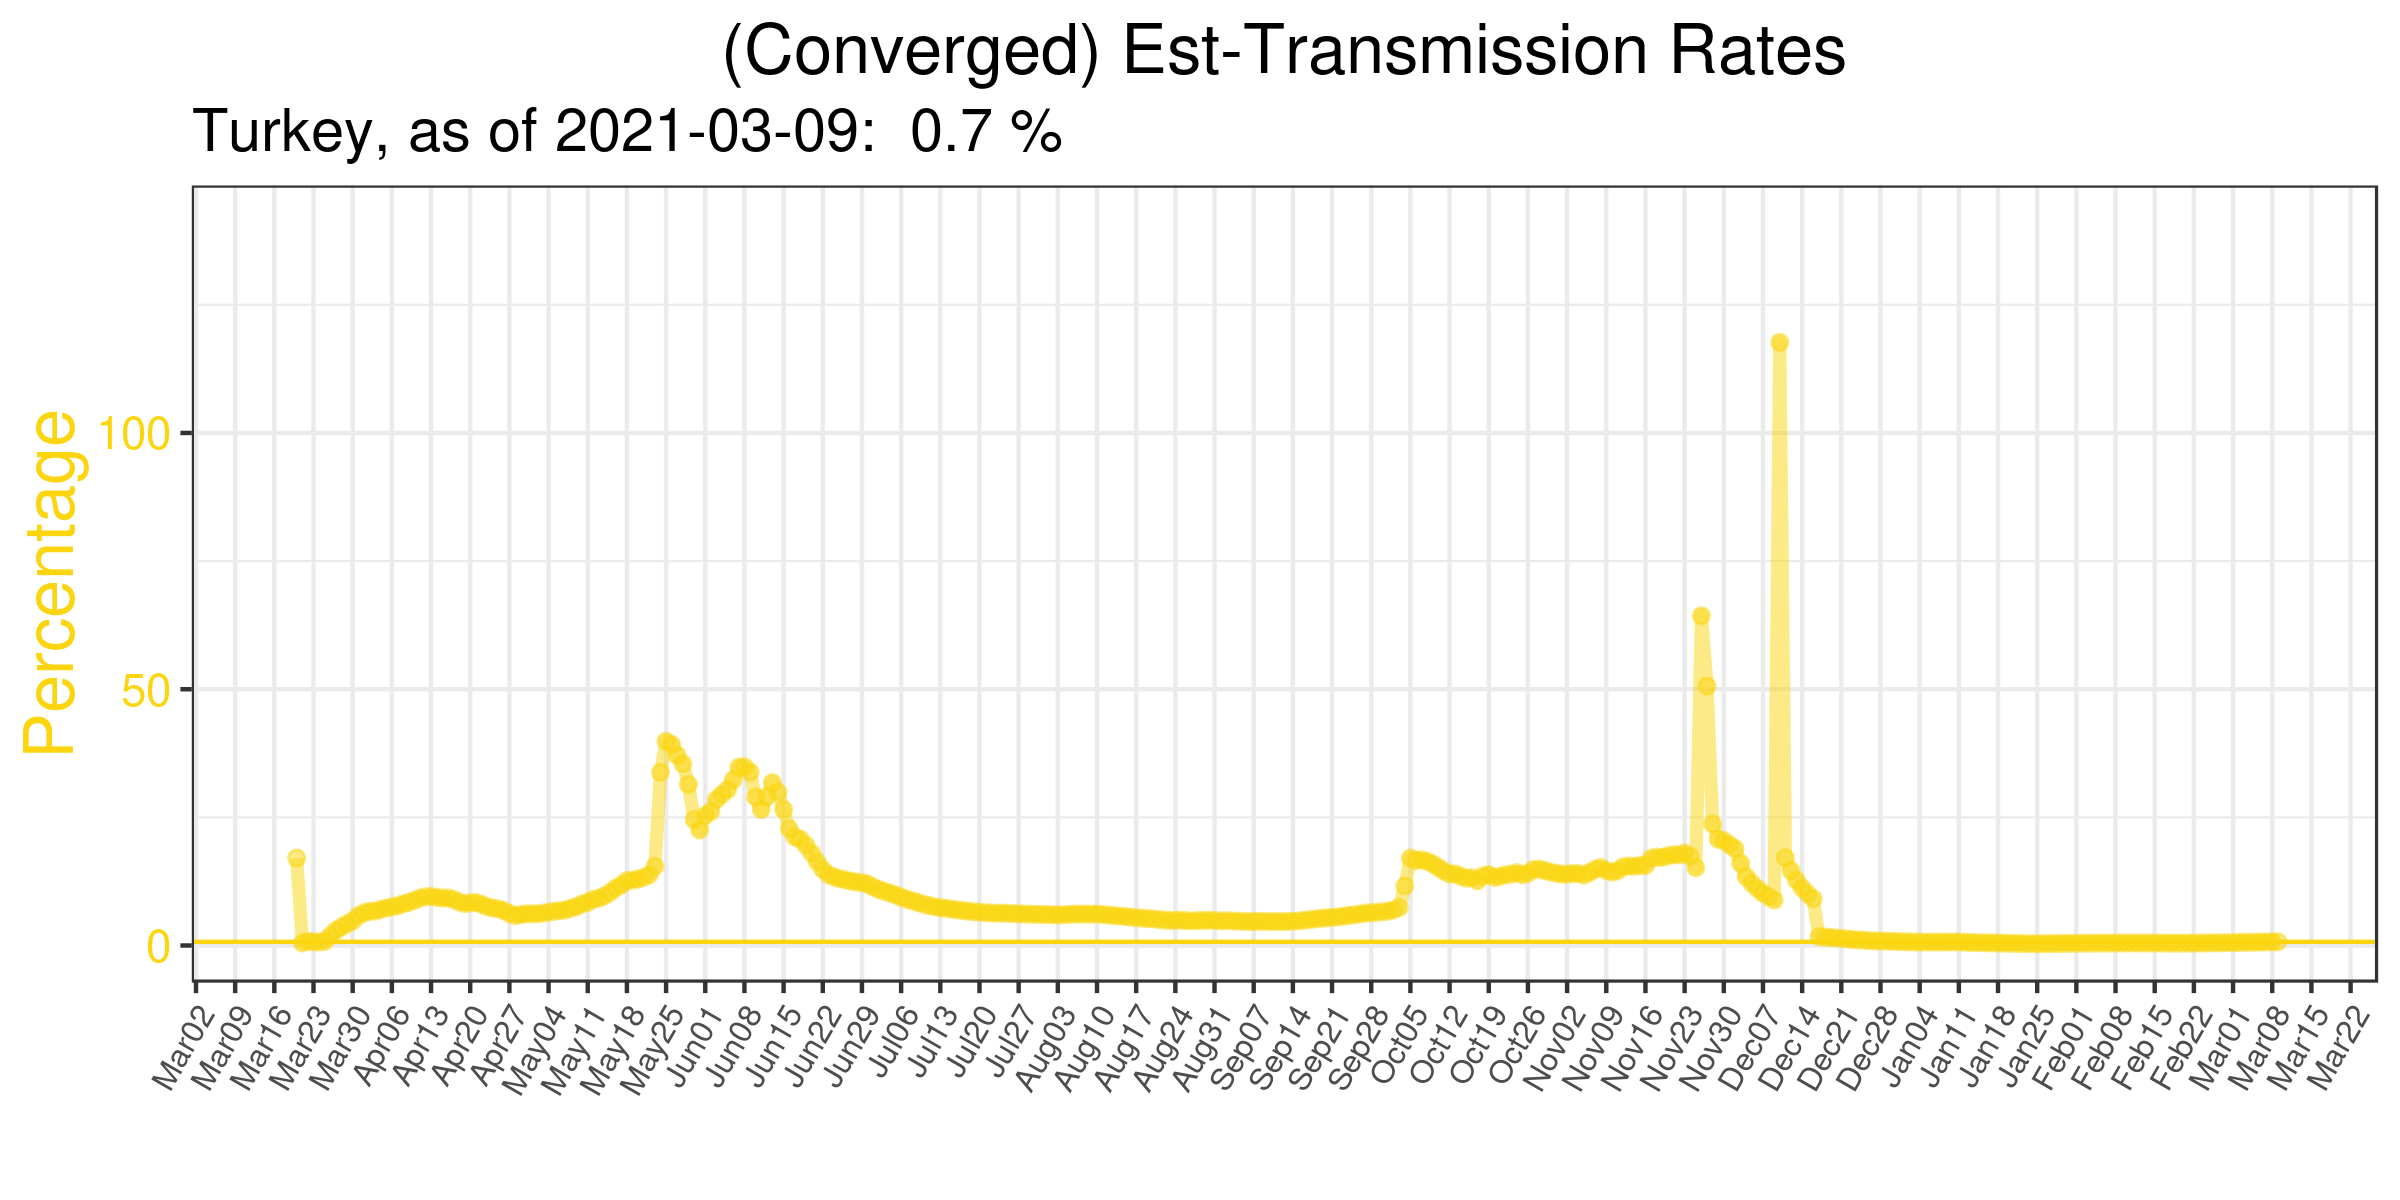 (Converged) Est-Transmission Rates
Turkey, as of 2021-03-09:  0.7 %
Percentage
100
50
0
Mar02
Mar09
Mar16
Mar23
Mar30
Apr06
Apr13
Apr20
Apr27
May04
May11
May18
May25
Jun01
Jun08
Jun15
Jun22
Jun29
Jul06
Jul13
Jul20
Jul27
Aug03
Aug10
Aug17
Aug24
Aug31
Sep07
Sep14
Sep21
Sep28
Oct05
Oct12
Oct19
Oct26
Nov02
Nov09
Nov16
Nov23
Nov30
Dec07
Dec14
Dec21
Dec28
Jan04
Jan11
Jan18
Jan25
Feb01
Feb08
Feb15
Feb22
Mar01
Mar08
Mar15
Mar22